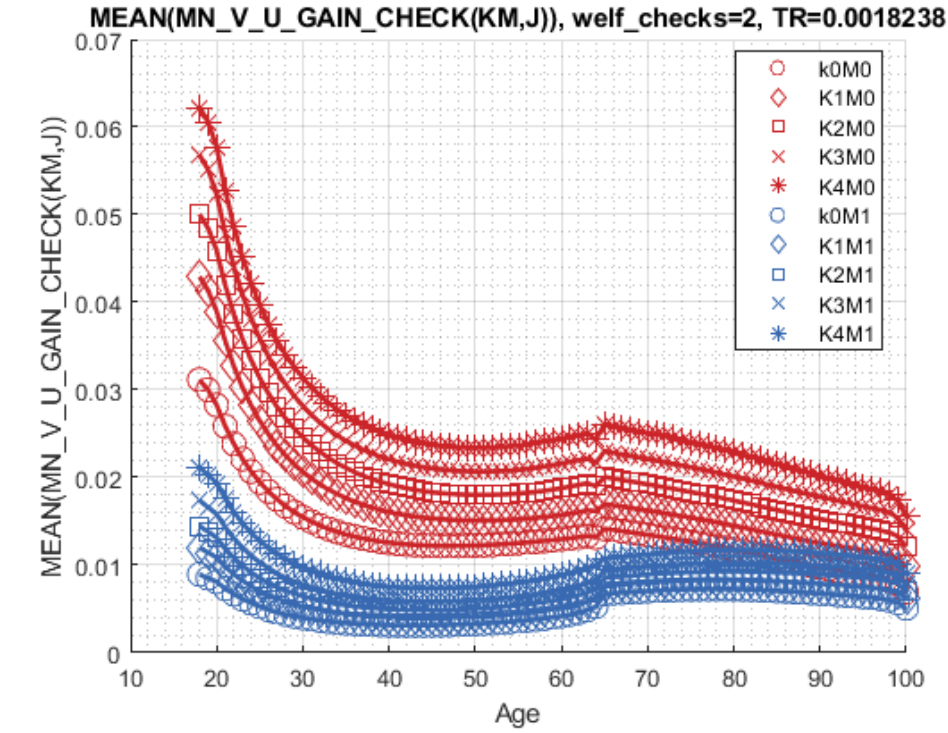 MEAN(MN_V_U_GAIN_CHECK(KM,J)), welf_checks=2, TR=0.0018238
MEAN(MN_V_U_GAIN_CHECK(KM,J))
0.07
0.06
0.05
0.04
0.03
0.02
0.01
0
10
20
30
40
50
60
70
80
90
100
Age
k0M0
K1M0
K2M0
K3M0
K4M0
k0M1
K1M1
K2M1
K3M1
K4M1